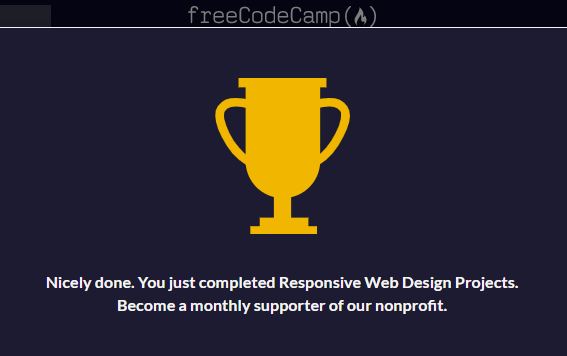 freeCodeCamp(🔥)
Nicely done. You just completed Responsive Web Design Projects.
Become a monthly supporter of our nonprofit.